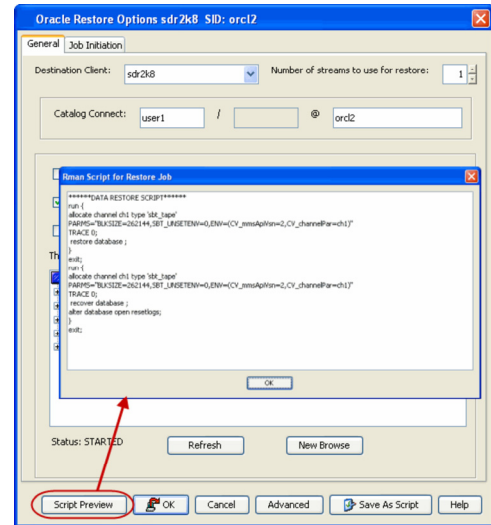 Oracle Restore Options sdr2k8 SID: orcl2
General Job Initiation
Destination Client: sdr2k8 Number of streams to use for restore: 1
Catalog Connect: user1 / @ orcl2
Rman Script for Restore Job
******DATA RESTORE SCRIPT******
run {
allocate channel ch1 type 'sbt_tape'
PARMS="BLKSIZE=262144,SBT_UNSETENV=0,ENV=(CV_mmsApiVsn=2,CV_channelPar=ch1)"
TRACE 0;
restore database ;
}
exit;
run {
allocate channel ch1 type 'sbt_tape'
PARMS="BLKSIZE=262144,SBT_UNSETENV=0,ENV=(CV_mmsApiVsn=2,CV_channelPar=ch1)"
TRACE 0;
recover database ;
alter database open resetlogs;
}
exit;
Th
OK
Status: STARTED Refresh New Browse
Script Preview OK Cancel Advanced Save As Script Help